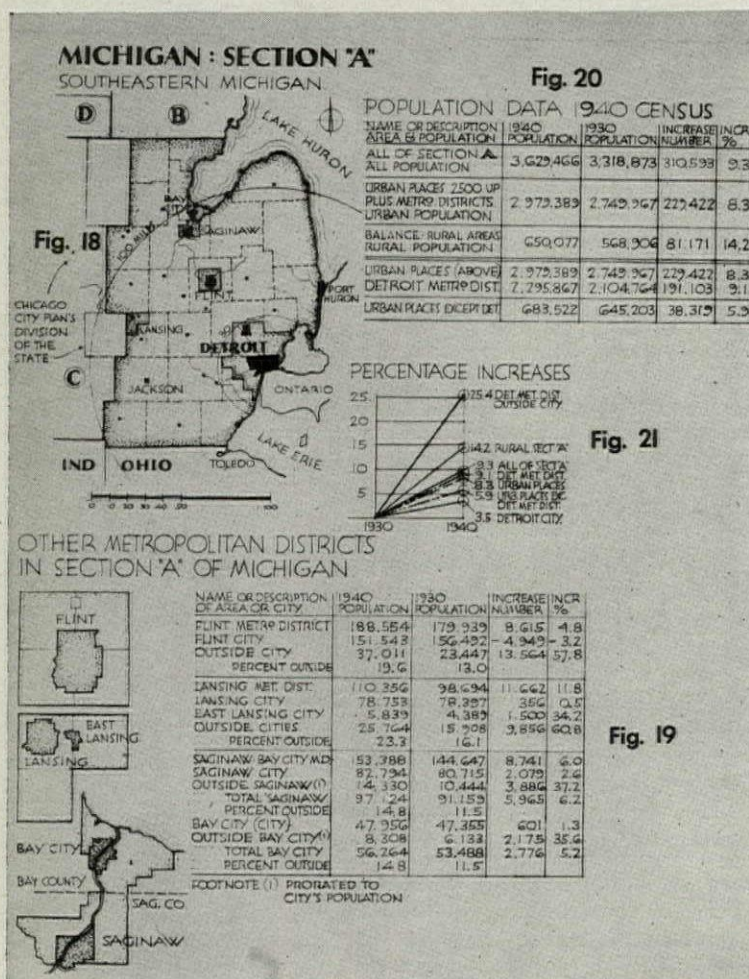 MICHIGAN : SECTION "A"
SOUTHEASTERN MICHIGAN
D
B
LAKE HURON
BAY CITY
SAGINAW
100 MILES
Fig. 18
FLINT
PORT HURON
CHICAGO
CITY PLAN'S
DIVISION
OF THE
STATE
LANSING
DETROIT
C
JACKSON
ONTARIO
LAKE ERIE
IND
OHIO
TOLEDO
0 10 20 30 40 50 100
Fig. 20
POPULATION DATA 1940 CENSUS
NAME OR DESCRIPTION 1940 1930 INCREASE INCR
AREA & POPULATION POPULATION POPULATION NUMBER %
ALL OF SECTION A
ALL POPULATION 3,629,466 3,318,873 310,593 9.3
URBAN PLACES 2500 UP
PLUS METRO DISTRICTS 2,979,389 2,749,967 229,422 8.3
URBAN POPULATION
BALANCE-RURAL AREAS
RURAL POPULATION 650,077 568,906 81,171 14.2
URBAN PLACES (ABOVE) 2,979,389 2,749,967 229,422 8.3
DETROIT METRO DIST. 2,295,867 2,104,764 191,103 9.1
URBAN PLACES EXCEPT DET. 683,522 645,203 38,319 5.9
PERCENTAGE INCREASES
25
20
15
10
5
1930 1940
25.4 DET MET. DIST. OUTSIDE CITY
14.2 RURAL SECT "A"
9.3 ALL OF SECT "A"
9.1 DET MET. DIST.
8.3 URBAN PLACES
5.9 URB PLACES EXC.
DET MET. DIST.
3.5 DETROIT CITY
Fig. 21
OTHER METROPOLITAN DISTRICTS
IN SECTION "A" OF MICHIGAN
FLINT
EAST LANSING
LANSING
BAY CITY
BAY COUNTY
SAG. CO.
SAGINAW
NAME OR DESCRIPTION 1940 1930 INCREASE INCR
OF AREA OR CITY POPULATION POPULATION NUMBER %
FLINT METRO DISTRICT 188,554 179,939 8,615 4.8
FLINT CITY 151,543 156,492 -4,949 -3.2
OUTSIDE CITY 37,011 23,447 13,564 57.8
PERCENT OUTSIDE 19.6 13.0
LANSING MET. DIST. 110,356 98,694 11,662 11.8
LANSING CITY 78,753 78,397 356 0.5
EAST LANSING CITY 5,839 4,389 1,500 34.2
OUTSIDE CITIES 25,764 15,908 9,856 60.8
PERCENT OUTSIDE 23.3 16.1
SAGINAW-BAY CITY MD 153,388 144,647 8,741 6.0
SAGINAW CITY 82,794 80,715 2,079 2.6
OUTSIDE SAGINAW (1) 14,330 10,444 3,886 37.2
TOTAL SAGINAW 97,124 91,159 5,965 6.2
PERCENT OUTSIDE 14.8 11.5
BAY CITY (CITY) 47,956 47,355 601 1.3
OUTSIDE BAY CITY (1) 8,308 6,133 2,175 35.6
TOTAL BAY CITY 56,264 53,488 2,776 5.2
PERCENT OUTSIDE 14.8 11.5
FOOTNOTE (1) PRORATED TO
CITY'S POPULATION
Fig. 19